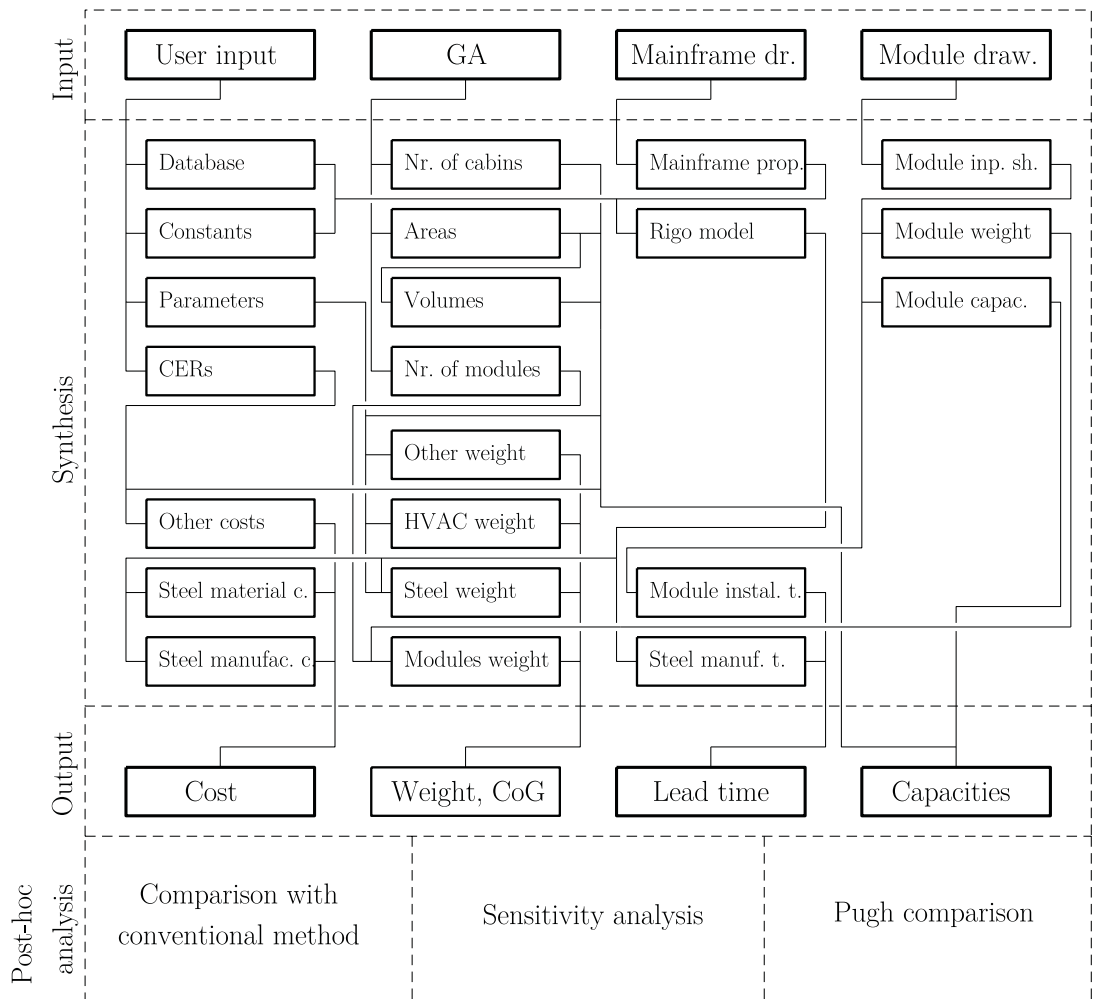 Input
User input
GA
Mainframe dr.
Module draw.
Synthesis
Database
Nr. of cabins
Mainframe prop.
Module inp. sh.
Constants
Areas
Rigo model
Module weight
Parameters
Volumes
Module capac.
CERs
Nr. of modules
Other weight
Other costs
HVAC weight
Steel material c.
Steel weight
Module instal. t.
Steel manufac. c.
Modules weight
Steel manuf. t.
Output
Cost
Weight, CoG
Lead time
Capacities
Post-hoc
analysis
Comparison with
conventional method
Sensitivity analysis
Pugh comparison